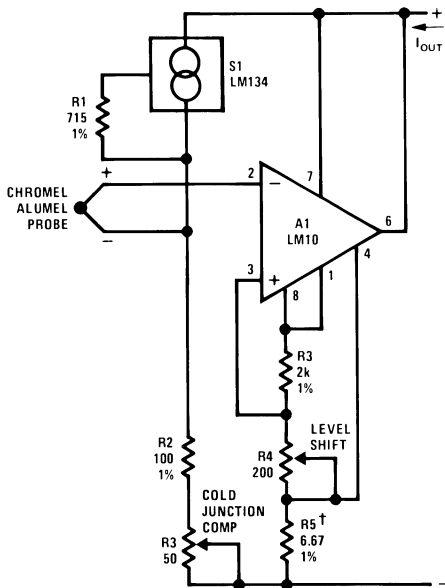 +
I OUT
S1
LM134
R1
715
1%
+
CHROMEL
ALUMEL
PROBE
−
2
−
7
A1
LM10
6
4
3
+
8
1
R3
2k
1%
LEVEL
SHIFT
R4
200
R2
100
1%
COLD
JUNCTION
COMP
R3
50
R5†
6.67
1%
−